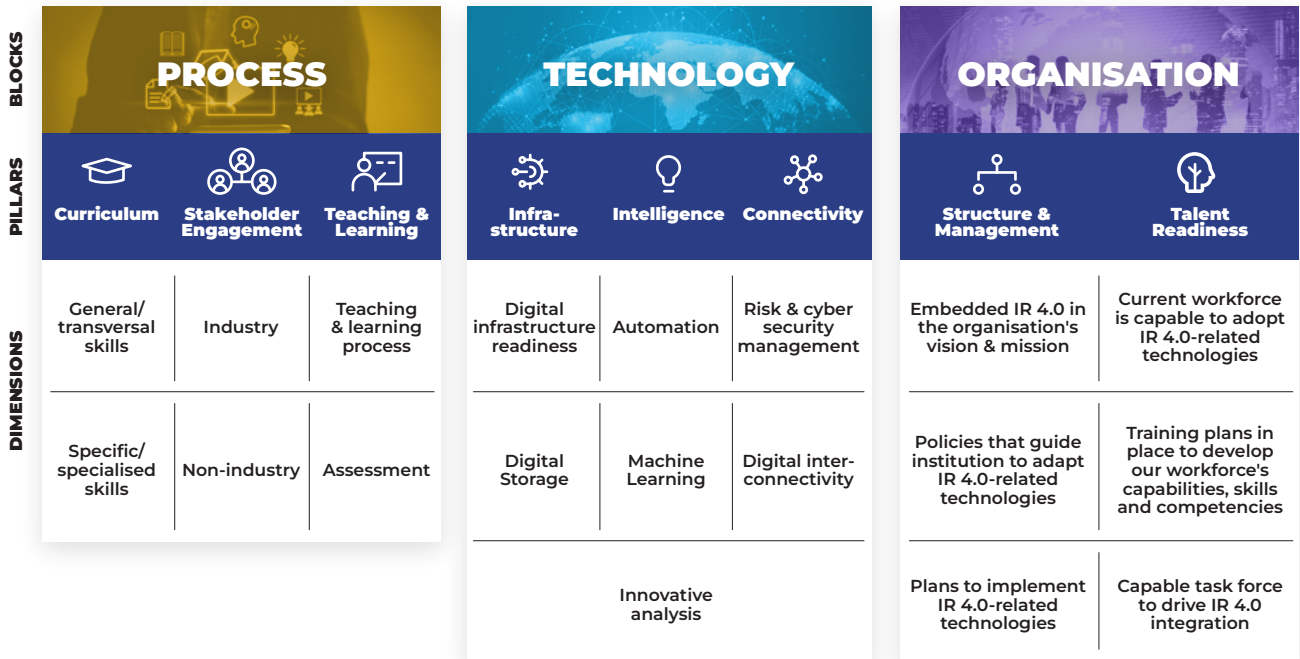 BLOCKS
PROCESS
TECHNOLOGY
ORGANISATION
PILLARS
Curriculum
Stakeholder
Engagement
Teaching &
Learning
Infra-
structure
Intelligence
Connectivity
Structure &
Management
Talent
Readiness
DIMENSIONS
General/
transversal
skills
Industry
Teaching
& learning
process
Specific/
specialised
skills
Non-industry
Assessment
Digital
infrastructure
readiness
Automation
Risk & cyber
security
management
Digital
Storage
Machine
Learning
Digital inter-
connectivity
Innovative
analysis
Embedded IR 4.0 in
the organisation's
vision & mission
Current workforce
is capable to adopt
IR 4.0-related
technologies
Policies that guide
institution to adapt
IR 4.0-related
technologies
Training plans in
place to develop
our workforce's
capabilities, skills
and competencies
Plans to implement
IR 4.0-related
technologies
Capable task force
to drive IR 4.0
integration